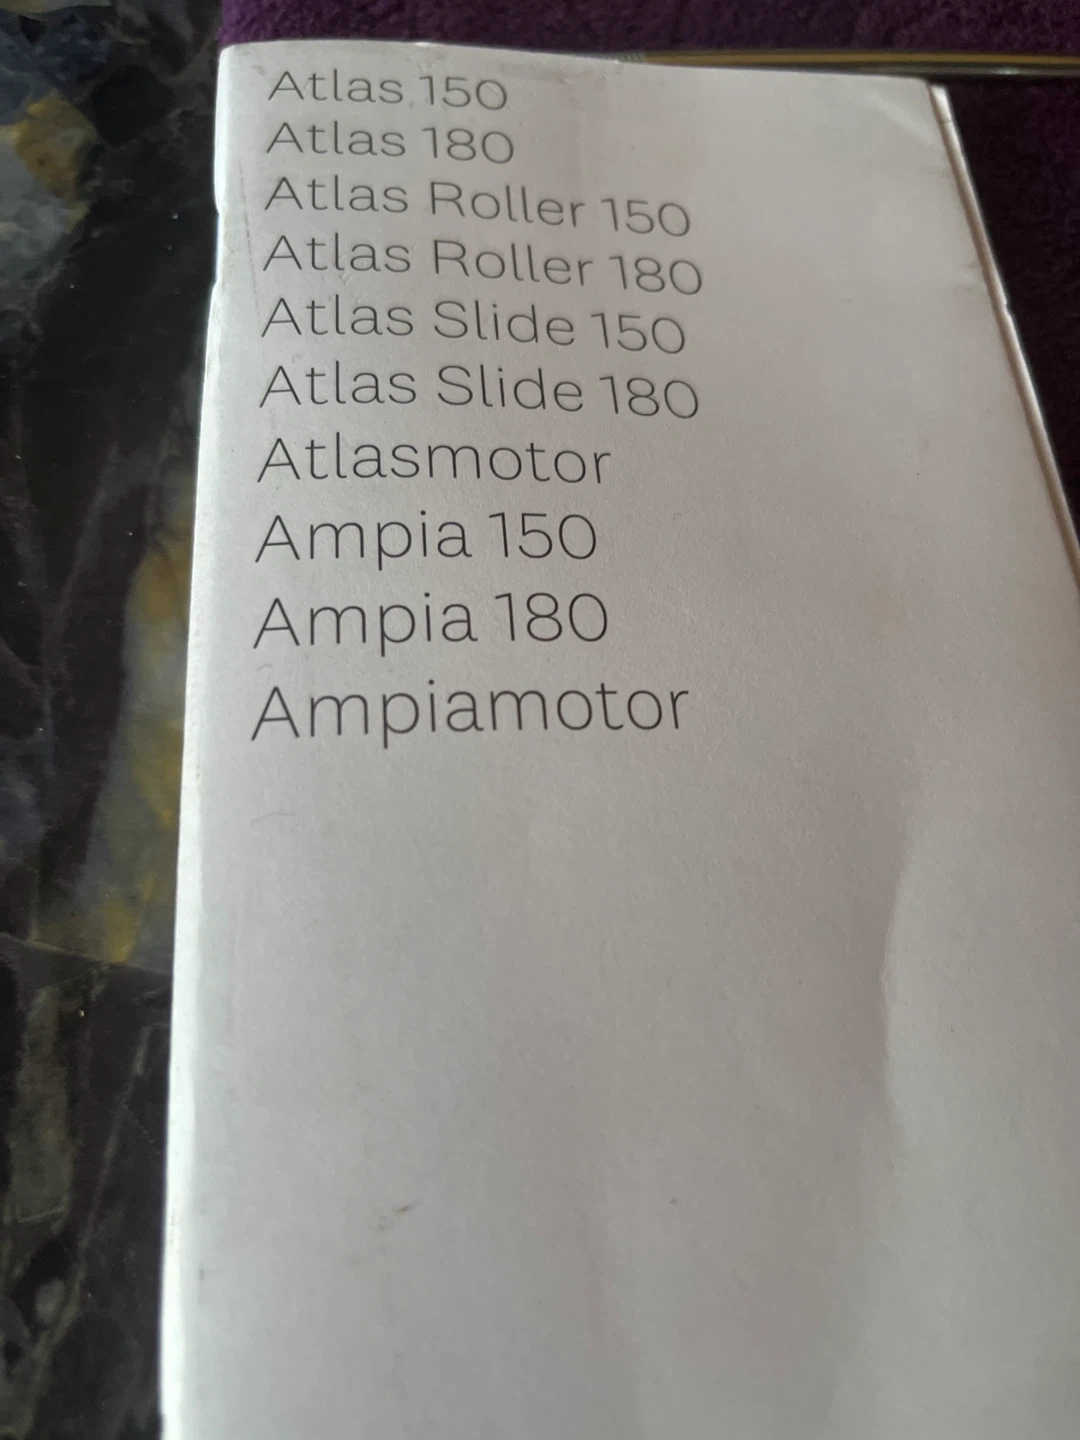 Atlas 150
Atlas 180
Atlas Roller 150
Atlas Roller 180
Atlas Slide 150
Atlas Slide 180
Atlasmotor
Ampia 150
Ampia 180
Ampiamotor